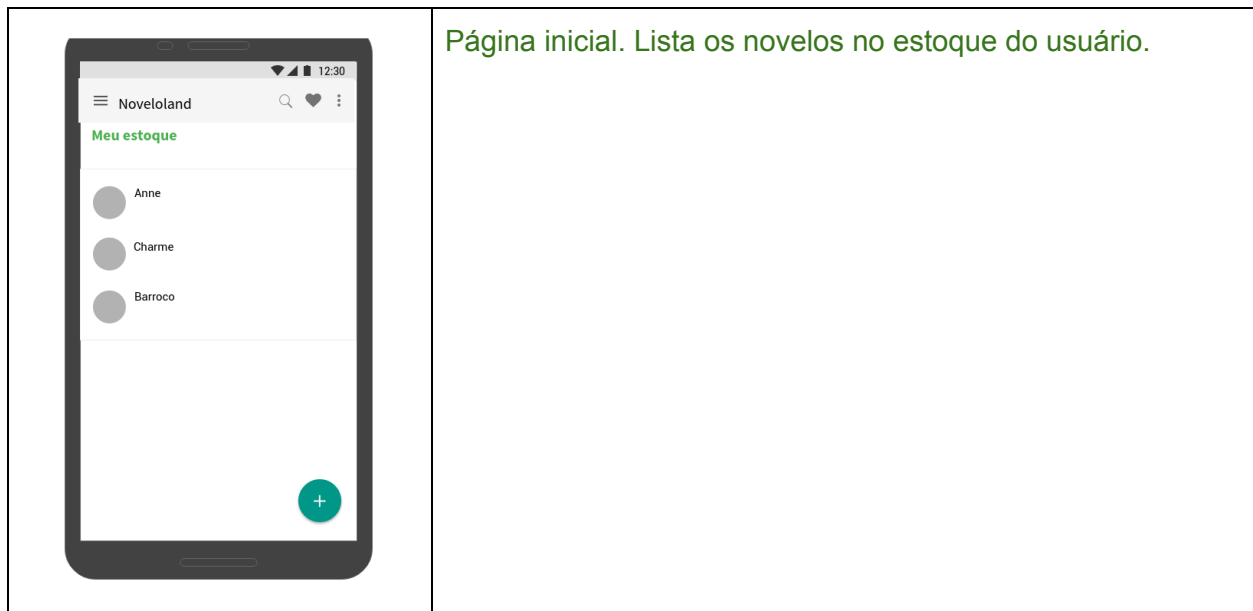 Página inicial. Lista os novelos no estoque do usuário.
12:30
Noveloland
Meu estoque
Anne
Charme
Barroco